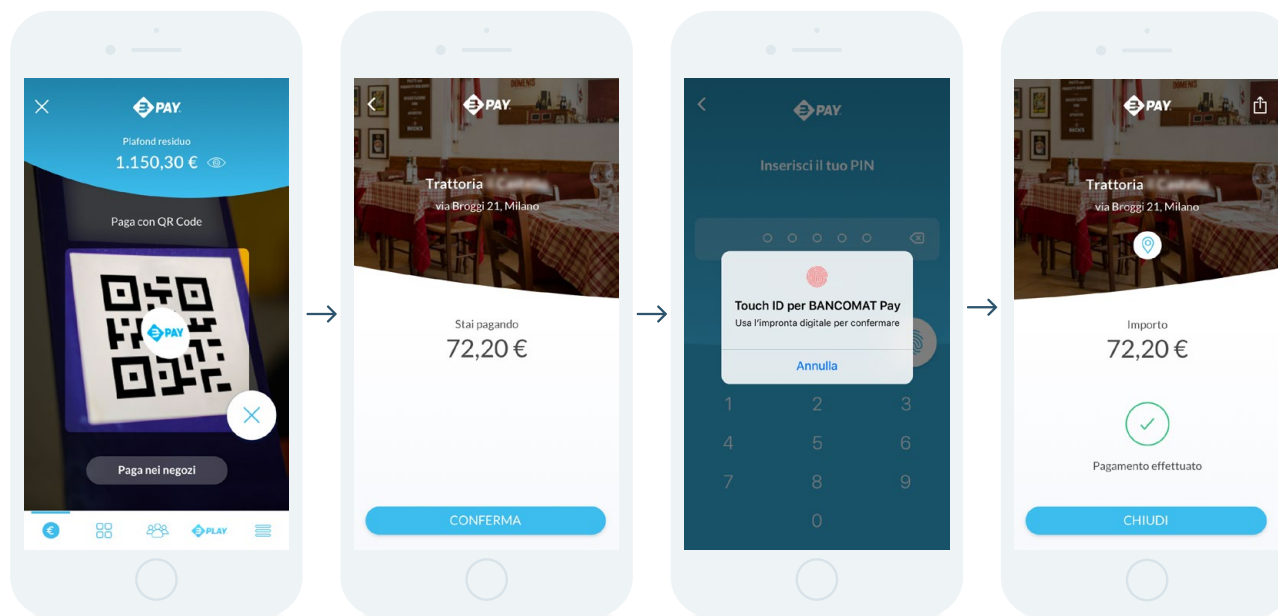 PAY
Plafond residuo
1.150,30 €
Paga con QR Code
PAY
Paga nei negozi
€
PLAY
PAY
Trattoria
via Broggi 21, Milano
Stai pagando
72,20 €
CONFERMA
PAY
Inserisci il tuo PIN
Touch ID per BANCOMAT Pay
Usa l'impronta digitale per confermare
Annulla
1 2 3
4 5 6
7 8 9
0
PAY
Trattoria
via Broggi 21, Milano
Importo
72,20 €
Pagamento effettuato
CHIUDI